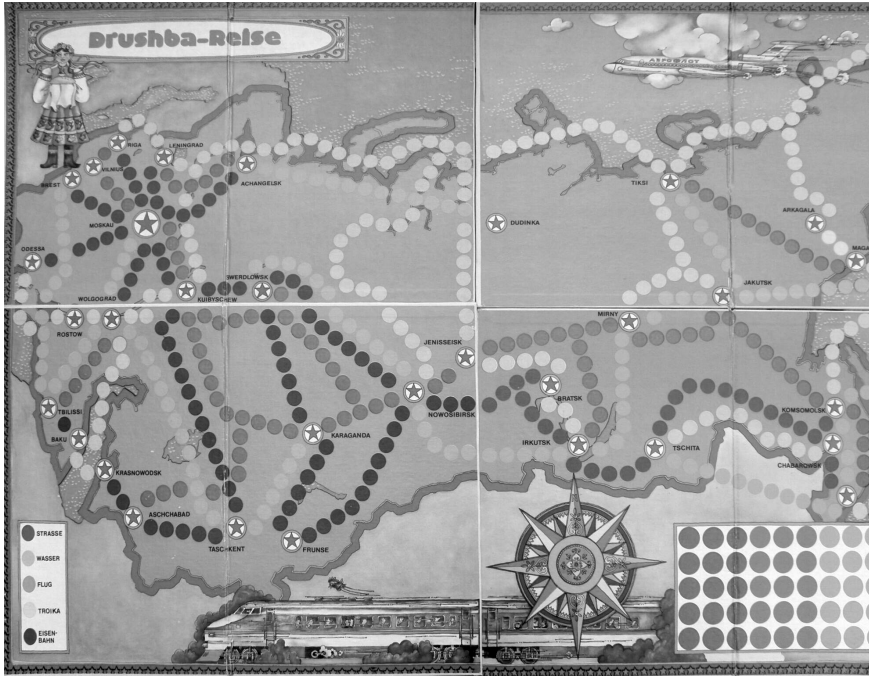 Drushba-Reise
АЕРОФЛОТ
RIGA
LENINGRAD
VILNIUS
BREST
ACHANGELSK
MOSKAU
ODESSA
SWERDLOWSK
WOLGOGRAD
KUIBYSCHEW
TIKSI
DUDINKA
ARKAGALA
MAGA
JAKUTSK
ROSTOW
MIRNY
JENISSEISK
TBILISSI
BAKU
KARAGANDA
NOWOSIBIRSK
BRATSK
KOMSOMOLSK
IRKUTSK
TSCHITA
CHABAROWSK
KRASNOWODSK
ASCHCHABAD
TASCHKENT
FRUNSE
STRASSE
WASSER
FLUG
TROIKA
EISEN-
BAHN